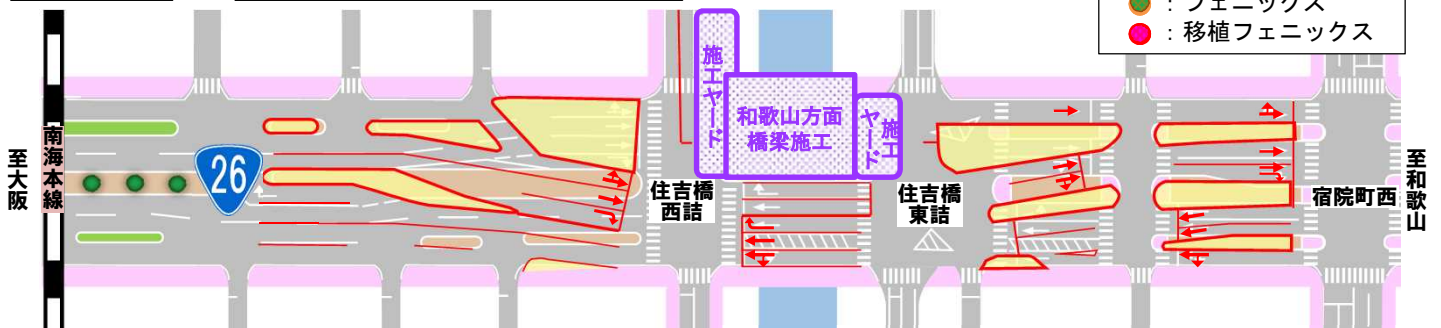 ：フェニックス
：移植フェニックス
施工ヤード
和歌山方面
橋梁施工
施工
ヤード
至大阪
南海本線
26
住吉橋
西詰
住吉橋
東詰
宿院町西
至和歌山